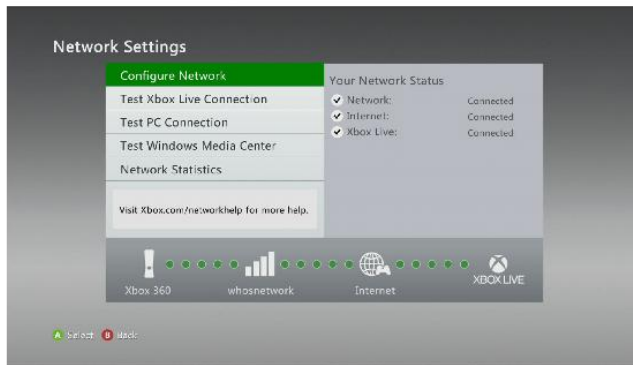 Network Settings
Configure Network
Test Xbox Live Connection
Test PC Connection
Test Windows Media Center
Network Statistics
Visit Xbox.com/networkhelp for more help.
Your Network Status
Network: Connected
Internet: Connected
Xbox Live: Connected
Xbox 360
whosnetwork
Internet
XBOX LIVE
A Select B Back